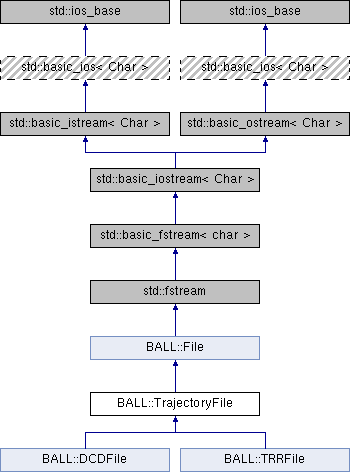 std::ios_base
std::ios_base
std::basic_ios< Char >
std::basic_ios< Char >
std::basic_istream< Char >
std::basic_ostream< Char >
std::basic_iostream< Char >
std::basic_fstream< char >
std::fstream
BALL::File
BALL::TrajectoryFile
BALL::DCDFile
BALL::TRRFile